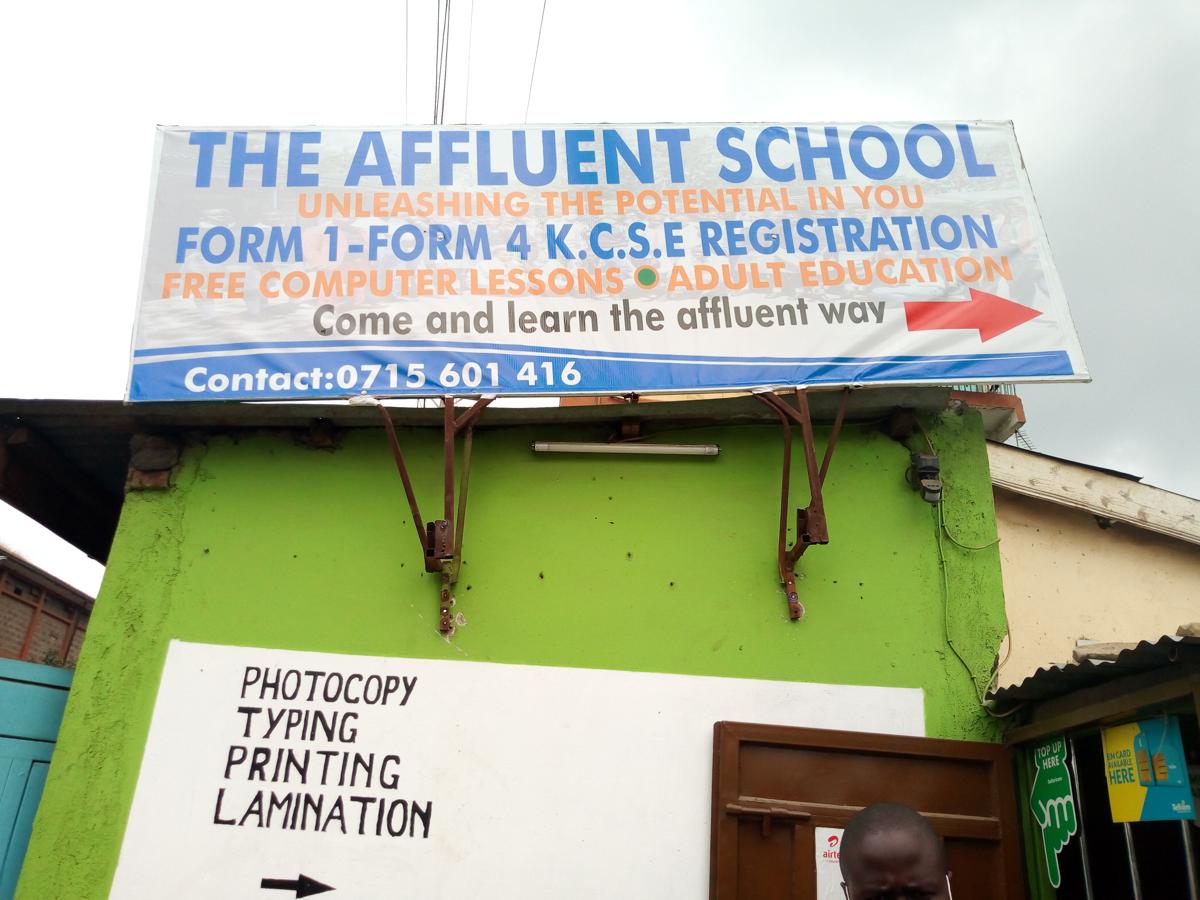 THE AFFLUENT SCHOOL
UNLEASHING THE POTENTIAL IN YOU
FORM 1-FORM 4 K.C.S.E REGISTRATION
FREE COMPUTER LESSONS ● ADULT EDUCATION
Come and learn the affluent way
Contact:0715 601 416
PHOTOCOPY
TYPING
PRINTING
LAMINATION
TOP UP
HERE
SIM CARD
AVAILABLE
HERE